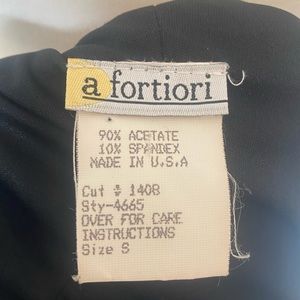 a fortiori
90% ACETATE
10% SPANDEX
MADE IN U.S.A
Cut # 1408
Sty-4665
OVER FOR CARE
INSTRUCTIONS
Size S